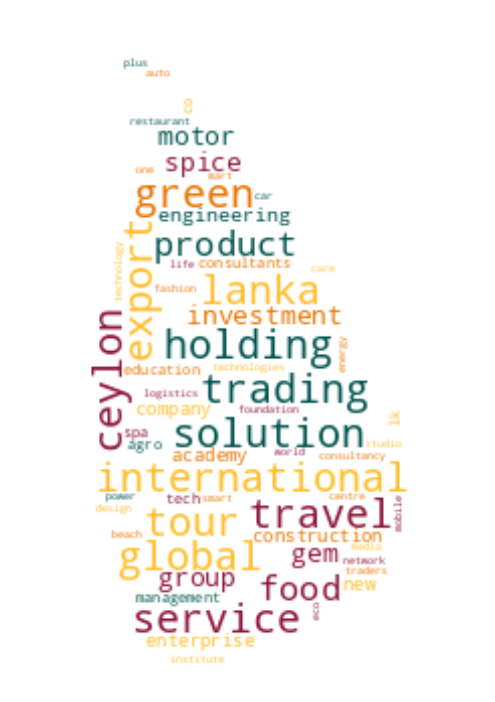 plus
auto
co
restaurant
motor
spice
one
mart
green
car
engineering
export
product
technology
life
consultants
care
fashion
lanka
ceylon
investment
holding
energy
education
technologies
trading
logistics
company
foundation
lk
spa
solution
agro
studio
academy
world
consultancy
international
power
tech
smart
centre
design
tour
travel
mobile
beach
construction
global
gem
media
network
group
traders
food
new
management
eco
service
enterprise
institute